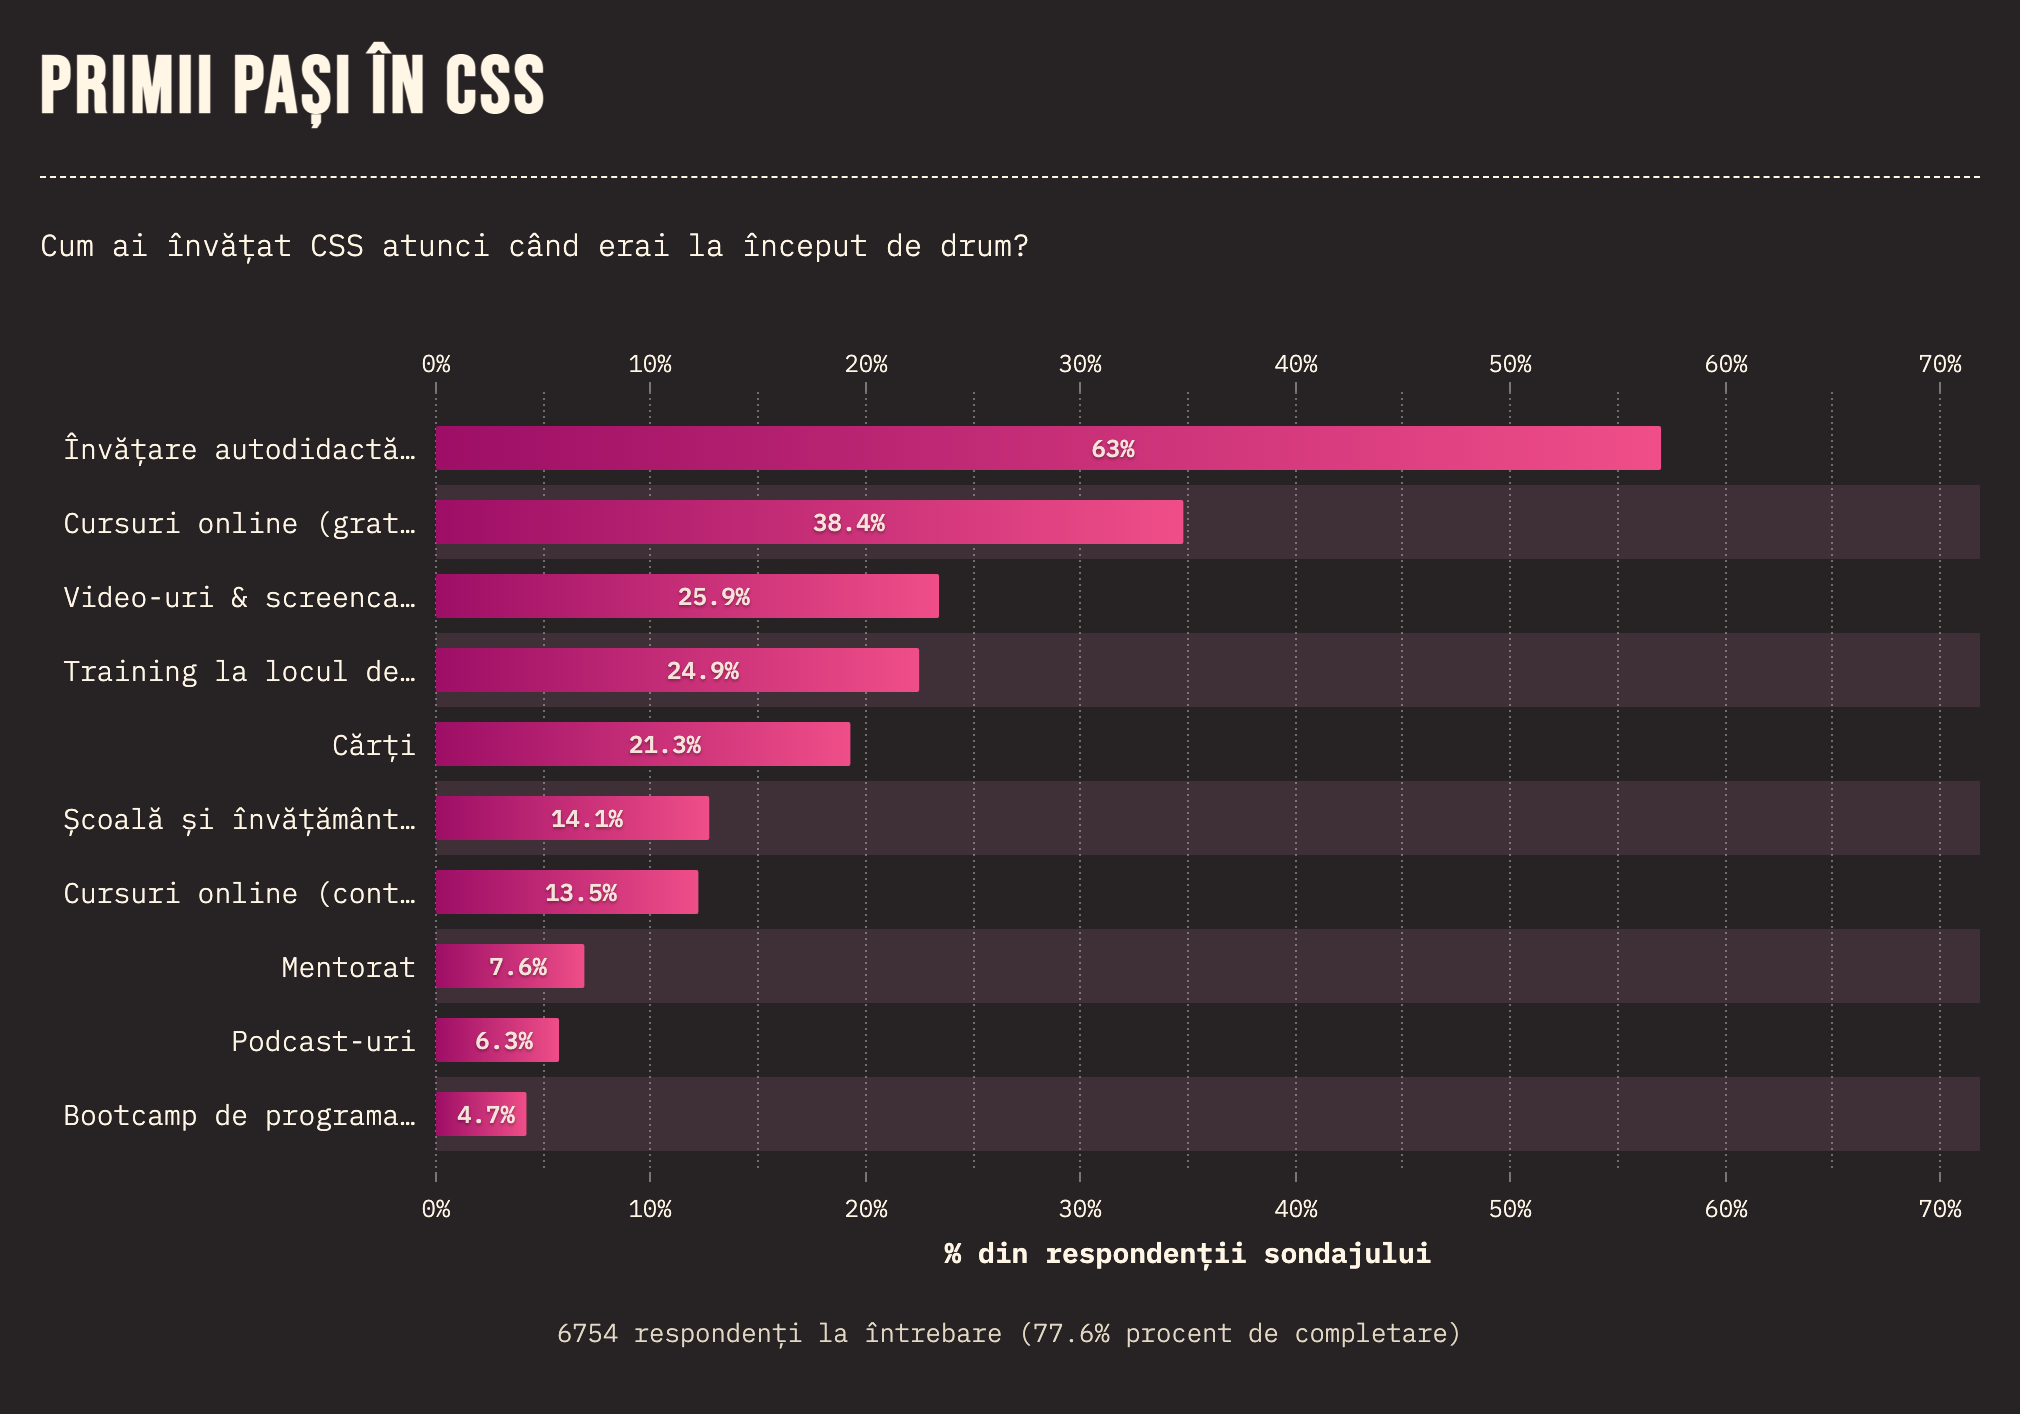 PRIMII PAȘI ÎN CSS
Cum ai învățat CSS atunci când erai la început de drum?
0% 10% 20% 30% 40% 50% 60% 70%
Învățare autodidactă… 63%
Cursuri online (grat… 38.4%
Video-uri & screenca… 25.9%
Training la locul de… 24.9%
Cărți 21.3%
Școală și învățământ… 14.1%
Cursuri online (cont… 13.5%
Mentorat 7.6%
Podcast-uri 6.3%
Bootcamp de programa… 4.7%
0% 10% 20% 30% 40% 50% 60% 70%
% din respondenții sondajului
6754 respondenți la întrebare (77.6% procent de completare)